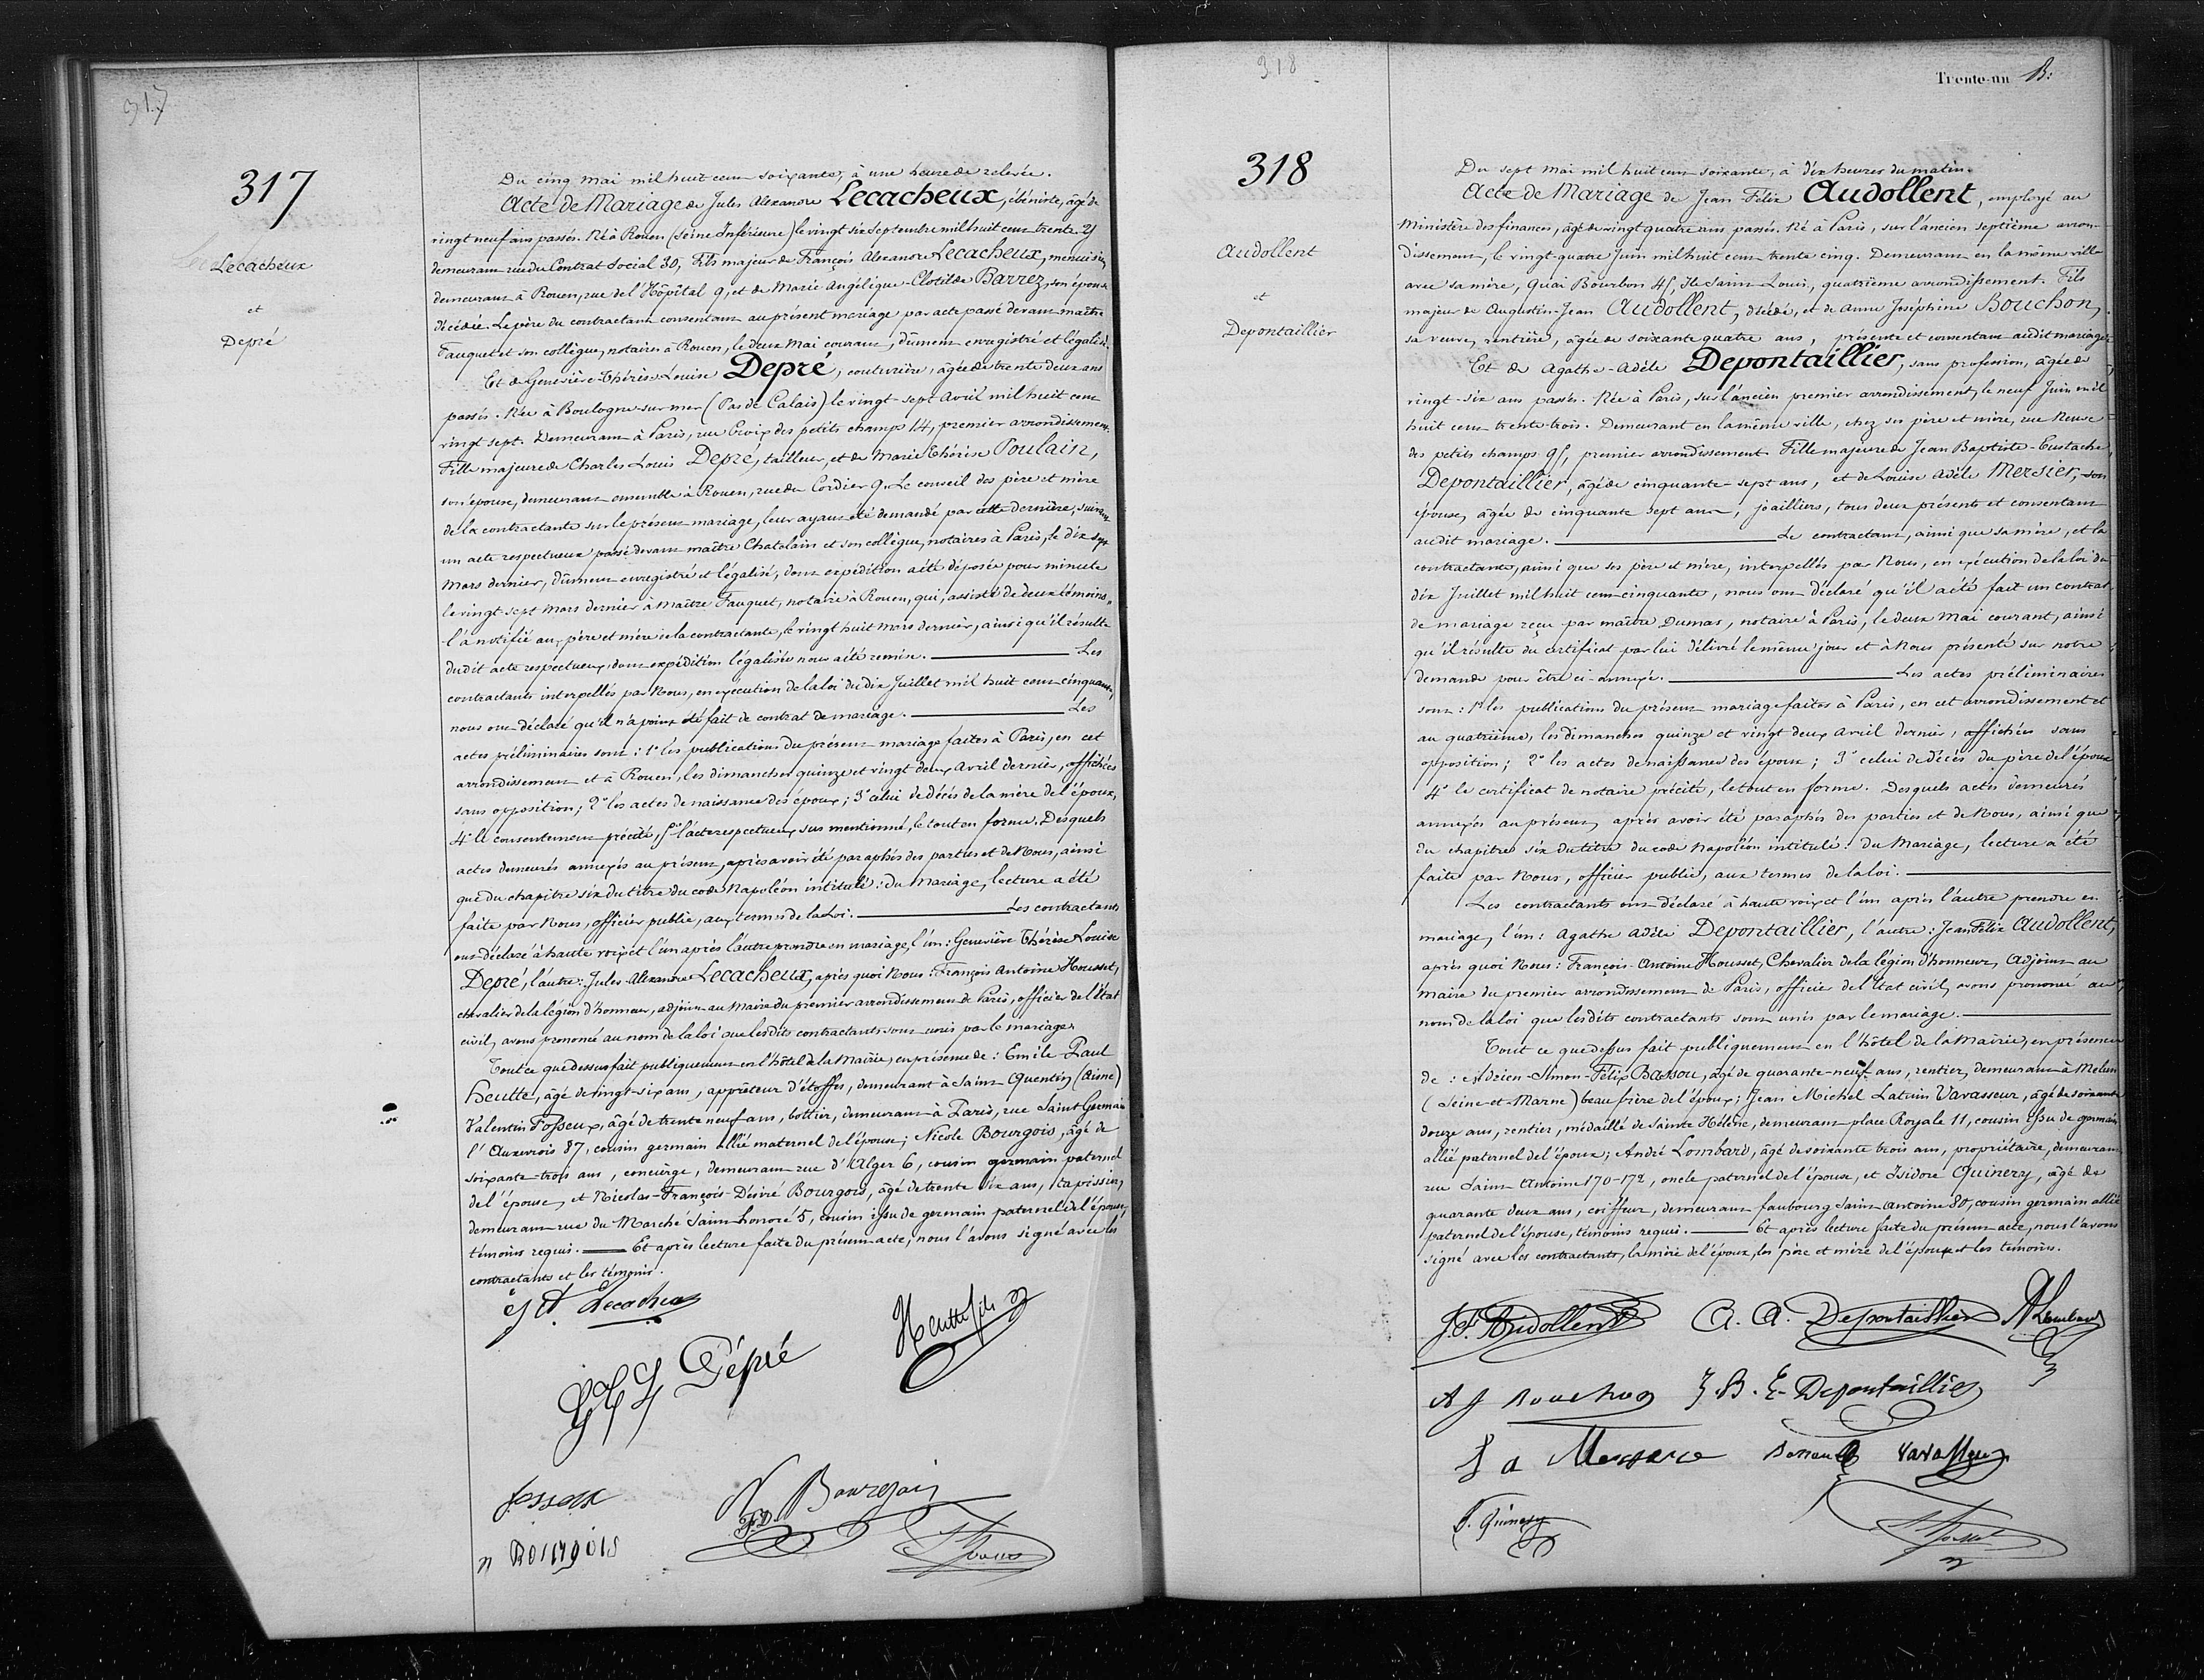 317
317
Lecacheux
et
Depré
Du cinq mai mil huit cent soixante, à une heure de relevée.
Acte de Mariage de Jules Alexandre Lecacheux, ébéniste, âgé de
vingt neuf ans passés. Né à Rouen (Seine Inférieure) le vingt six Septembre mil huit cent trente
demeurant rue du Contrat Social 30, Fils majeur de François Alexandre Lecacheux, menuisier,
demeurant à Rouen, rue de l'Hôpital 9, et de Marie Angélique-Clotilde Barrez, son épouse
décédée. Le père du contractant consentant au présent mariage, par acte passé devant maître
Fauquet et son collègue, notaires à Rouen, le deux Mai courant, dûment enregistré et légalisé.
Et de Geneviève-Thérèse Louise Depré, couturière, âgée de trente deux ans
passés. Née à Boulogne-sur-mer (Pas de Calais) le vingt-sept Avril mil huit cent
vingt sept. Demeurant à Paris, rue Croix des petits champs 14, premier arrondissement.
Fille majeure de Charles Louis Depré, tailleur, et de Marie Thérèse Poulain,
son épouse, demeurant ensemble à Rouen, rue du Cordier 9. Le conseil des père et mère
de la contractante sur le présent mariage, leur ayant été demandé par cette dernière, suivant
un acte respectueux passé devant maître Chatelain et son collègue, notaires à Paris, le dix sept
Mars dernier, dûment enregistré et légalisé, dont expédition a été déposée pour minute
le vingt-sept Mars dernier à Maître Fauquet, notaire à Rouen, qui, assisté de deux témoins
l'a notifié aux père et mère de la contractante, le vingt huit Mars dernier, ainsi qu'il résulte
dudit acte respectueux, dont expédition légalisée nous a été remise. Les
contractants interpellés par Nous, en exécution de la loi du dix Juillet mil huit cent cinquante,
nous ont déclaré qu'il n'a point été fait de contrat de mariage. Les
actes préliminaires sont: 1° les publications du présent mariage faites à Paris, en cet
arrondissement et à Rouen, les dimanches quinze et vingt deux Avril dernier, affichées
sans opposition; 2° les actes de naissance des époux; 3° celui de décès de la mère de l'époux,
4° le consentement précité, 5° l'acte respectueux sus mentionné, le tout en forme. Desquels
actes demeurés annexés au présent, après avoir été paraphés des parties et de Nous, ainsi
que du chapitre six du titre du code Napoléon intitulé: du Mariage, lecture a été
faite par Nous, officier public, aux termes de la Loi. Les contractants
ont déclaré à haute voix et l'un après l'autre prendre en mariage, l'un: Geneviève Thérèse Louise
Depré, l'autre: Jules-Alexandre Lecacheux, après quoi Nous: François Antoine Housset,
chevalier de la légion d'honneur, adjoint au Maire du premier arrondissement de Paris, officier de l'Etat
civil, avons prononcé au nom de la loi que lesdits contractants sont unis par le mariage.
Tout ce que dessus fait publiquement en l'hôtel de la Mairie, en présence de: Emile-Paul
Heutte, âgé de vingt-six ans, apprêteur d'étoffes, demeurant à Saint Quentin (Aisne)
Valentin Fosseux, âgé de trente neuf ans, bottier, demeurant à Paris, rue Saint Germain
l'Auxerrois 87, cousin germain allié maternel de l'épouse; Nicole Bourgois, âgé de
soixante-trois ans, concierge, demeurant rue d'Alger 6, cousin germain paternel
de l'épouse, et Nicolas-François-Désiré Bourgois, âgé de trente six ans, tapissier,
demeurant rue du Marché Saint honoré 5, cousin issu de germain paternel de l'épouse,
témoins requis. Et après lecture faite du présent acte, nous l'avons signé avec les
contractants et les témoins.
J A Lecacheux
Heutte fils
G T L Dépré
fosseux
N Bourgois
F.D.
n Bourgois
Housset
318
Trente-un
318
Audollent
et
Depontaillier
Du sept Mai mil huit cent soixante, à dix heures du matin.
Acte de Mariage de Jean-Félix Audollent, employé au
Ministère des finances, âgé de vingt quatre ans passés. Né à Paris, sur l'ancien septième arron-
dissement, le vingt-quatre Juin mil huit cent trente cinq. Demeurant en la même ville
avec sa mère, Quai Bourbon 45, Ile Saint-Louis, quatrième arrondissement. Fils
majeur de Augustin-Jean Audollent, décédé, et de Anne Joséphine Bouchon,
sa veuve, rentière, âgée de soixante quatre ans, présente et consentant audit mariage.
Et de Agathe-Adèle Depontaillier, sans profession, âgée de
vingt-six ans passés. Née à Paris, sur l'ancien premier arrondissement, le neuf Juin mil
huit cent trente trois. Demeurant en la même ville, chez ses père et mère, rue Neuve
des petits champs 95, premier arrondissement. Fille majeure de Jean Baptiste-Eustache
Depontaillier, âgé de cinquante-sept ans, et de Louise Adèle Mersier, son
épouse, âgée de cinquante sept ans, joailliers, tous deux présents et consentant
audit mariage. Le contractant, ainsi que sa mère, et la
contractante, ainsi que ses père et mère, interpellés par Nous, en exécution de la loi du
dix Juillet mil huit cent cinquante, nous ont déclaré qu'il a été fait un contrat
de mariage reçu par maître Dumas, notaire à Paris, le deux Mai courant, ainsi
qu'il résulte du certificat par lui délivré le même jour et à Nous présenté sur notre
demande pour être ci-annexé. Les actes préliminaires
sont: 1° les publications du présent mariage faites à Paris, en cet arrondissement et
au quatrième, les dimanches quinze et vingt deux Avril dernier, affichées sans
opposition; 2° les actes de naissance des époux; 3° celui de décès du père de l'époux
4° le certificat de notaire précité, le tout en forme. Desquels actes demeurés
annexés au présent, après avoir été paraphés des parties et de Nous, ainsi que
du chapitre six du titre du code Napoléon intitulé: du Mariage, lecture a été
faite par Nous, officier public, aux termes de la loi.
Les contractants ont déclaré à haute voix et l'un après l'autre prendre en
mariage, l'un: Agathe Adèle Depontaillier, l'autre: Jean Félix Audollent,
après quoi Nous: François-Antoine Housset, Chevalier de la légion d'honneur, Adjoint au
maire du premier arrondissement de Paris, officier de l'Etat civil, avons prononcé au
nom de la loi que lesdits contractants sont unis par le mariage.
Tout ce que dessus fait publiquement en l'hôtel de la Mairie, en présence
de: Adrien-Simon-Félix Bassou, âgé de quarante-neuf ans, rentier, demeurant à Melun
(Seine-et-Marne) beau frère de l'époux; Jean Michel Vavasseur, âgé de soixante
douze ans, rentier, médaillé de Sainte Hélène, demeurant place Royale 11, cousin issu de germain
allié paternel de l'époux; André Lombard, âgé de soixante trois ans, propriétaire, demeurant
rue Saint Antoine 170-172, oncle paternel de l'épouse, et Isidore Quinery, âgé de
quarante deux ans, coiffeur, demeurant faubourg Saint Antoine 80, cousin germain allié
paternel de l'épouse, témoins requis. Et après lecture faite du présent acte, nous l'avons
signé avec les contractants, la mère de l'époux, les père et mère de l'épouse et les témoins.
J. F. Audollent
A. A. Depontaillier
A Lombard
A J Bouchon
J. B. E. Depontaillier
L a Mersier
Vavasseur
I. Quinery
Housset